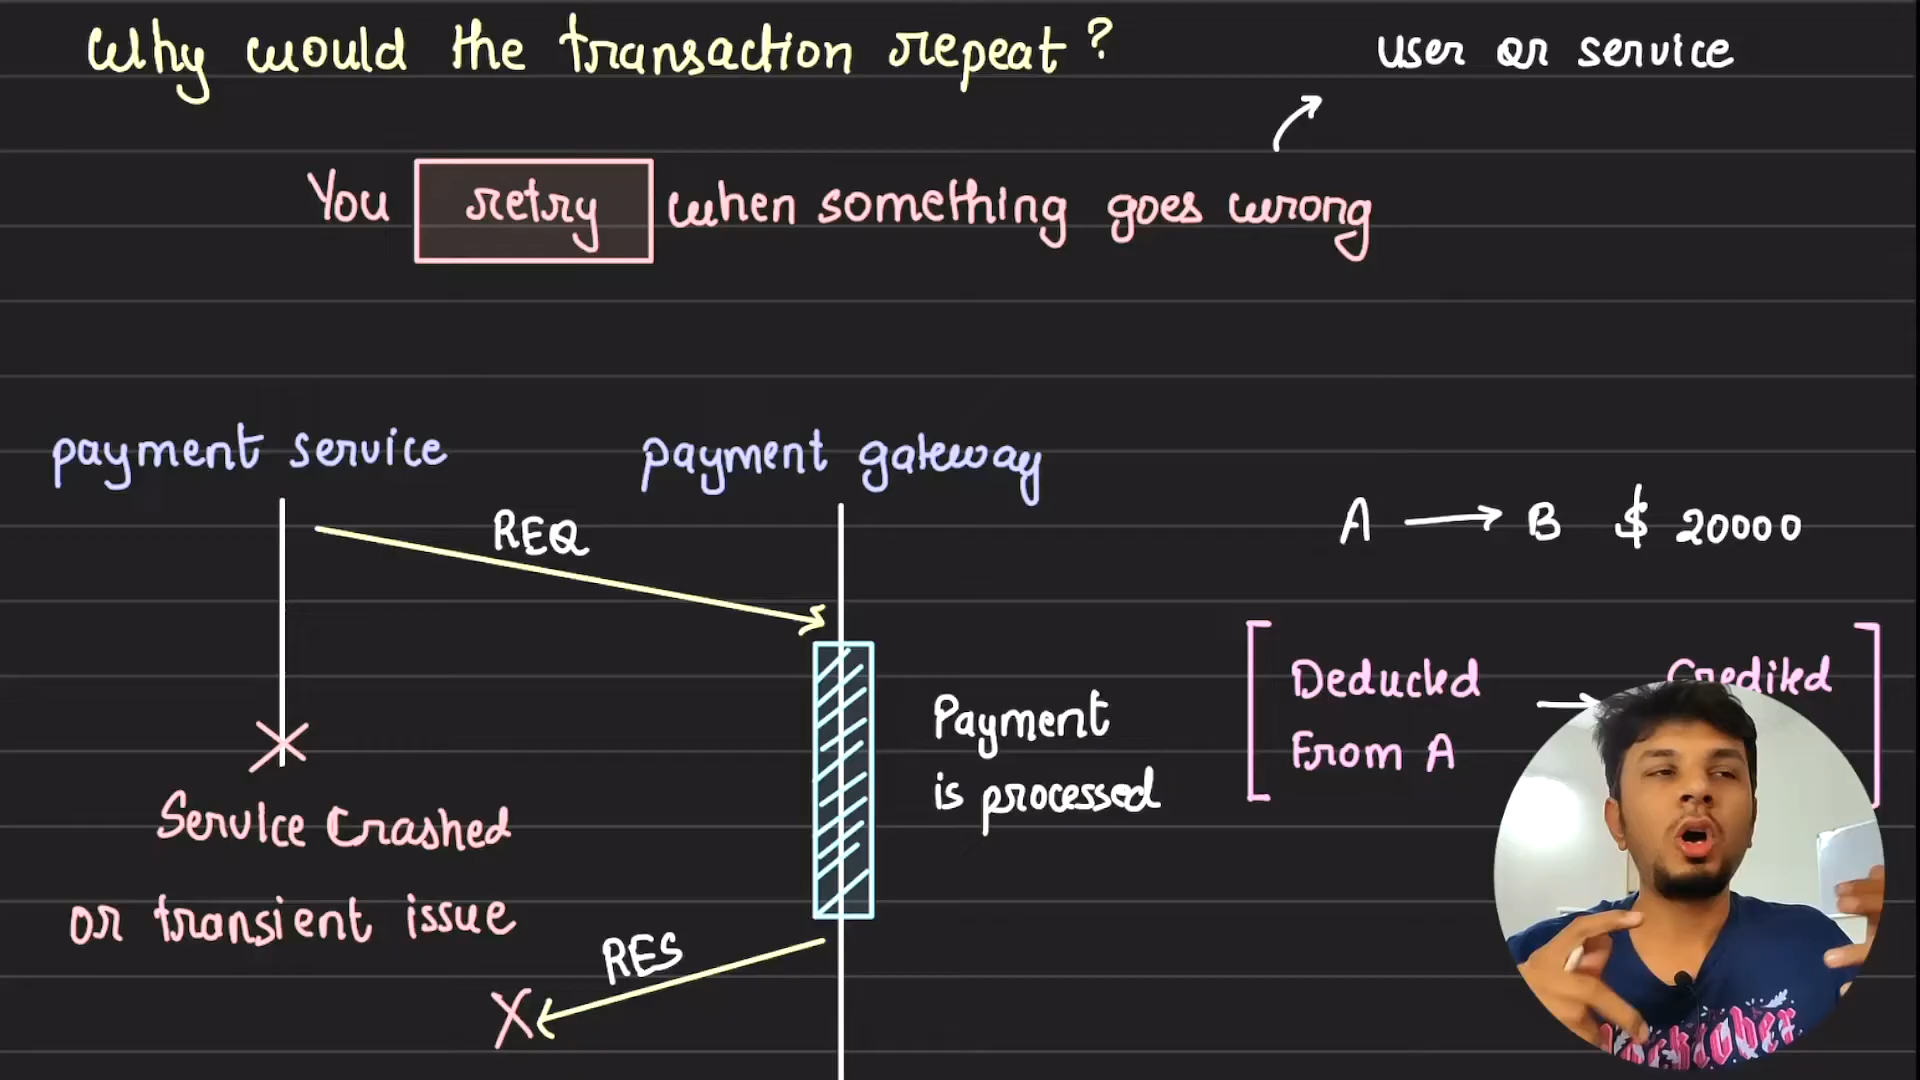 Why would the transaction repeat?
user or service
You retry when something goes wrong
payment service
payment gateway
REQ
A → B $ 20000
Deducted → Credited
From A
Payment
is processed
Service Crashed
or transient issue
RES
X